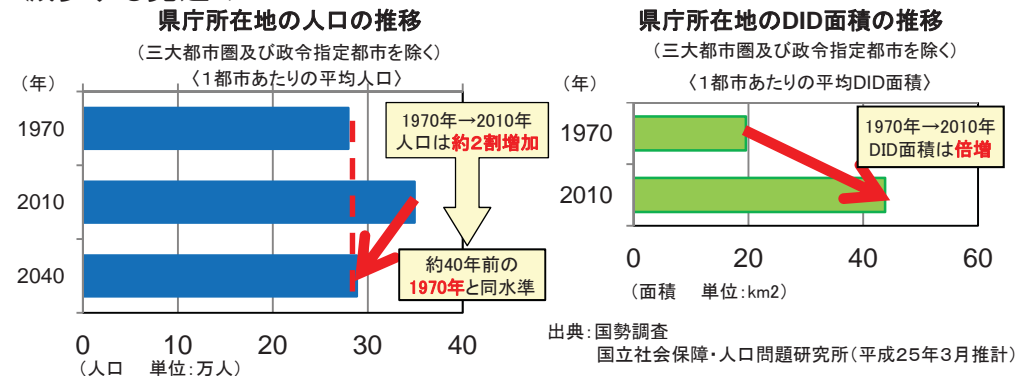 県庁所在地の人口の推移
（三大都市圏及び政令指定都市を除く）
〈１都市あたりの平均人口〉
（年）
0 10 20 30 40
1970
2010
2040
1970年→2010年
人口は約２割増加
約40年前の
1970年と同水準
0 10 20 30 40
（人口 単位：万人）
県庁所在地のDID面積の推移
（三大都市圏及び政令指定都市を除く）
〈１都市あたりの平均DID面積〉
（年）
1970
2010
1970年→2010年
DID面積は倍増
0 20 40 60
（面積 単位：km2）
出典：国勢調査
国立社会保障・人口問題研究所（平成２５年３月推計）